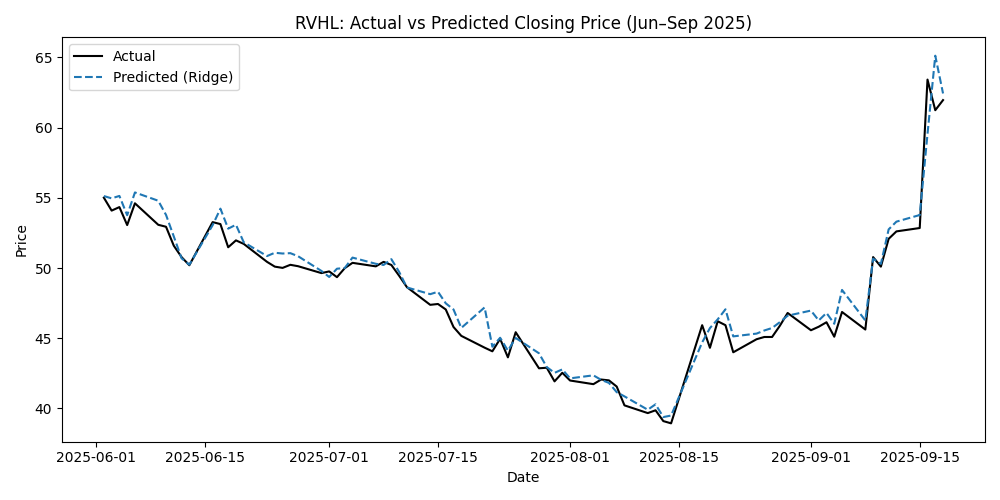 RVHL: Actual vs Predicted Closing Price (Jun–Sep 2025)
Actual
Predicted (Ridge)
Price
65
60
55
50
45
40
2025-06-01 2025-06-15 2025-07-01 2025-07-15 2025-08-01 2025-08-15 2025-09-01 2025-09-15
Date